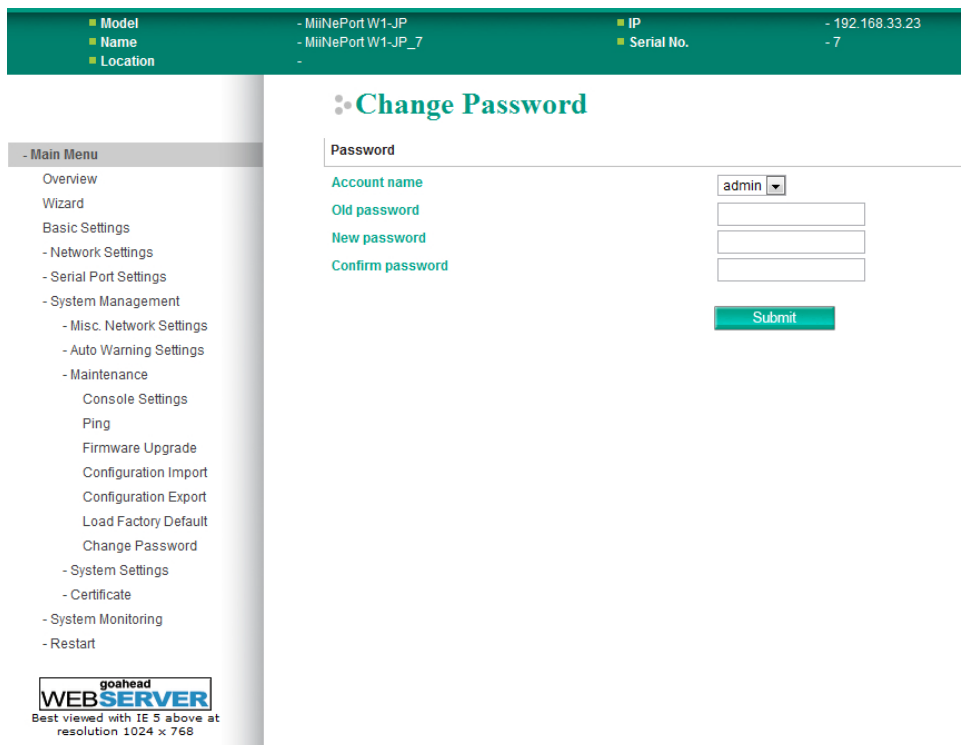 Model - MiiNePort W1-JP IP - 192.168.33.23
Name - MiiNePort W1-JP_7 Serial No. - 7
Location -
Change Password
- Main Menu
Overview
Wizard
Basic Settings
- Network Settings
- Serial Port Settings
- System Management
- Misc. Network Settings
- Auto Warning Settings
- Maintenance
Console Settings
Ping
Firmware Upgrade
Configuration Import
Configuration Export
Load Factory Default
Change Password
- System Settings
- Certificate
- System Monitoring
- Restart
goahead
WEBSERVER
Best viewed with IE 5 above at
resolution 1024 x 768
Password
Account name admin
Old password
New password
Confirm password
Submit